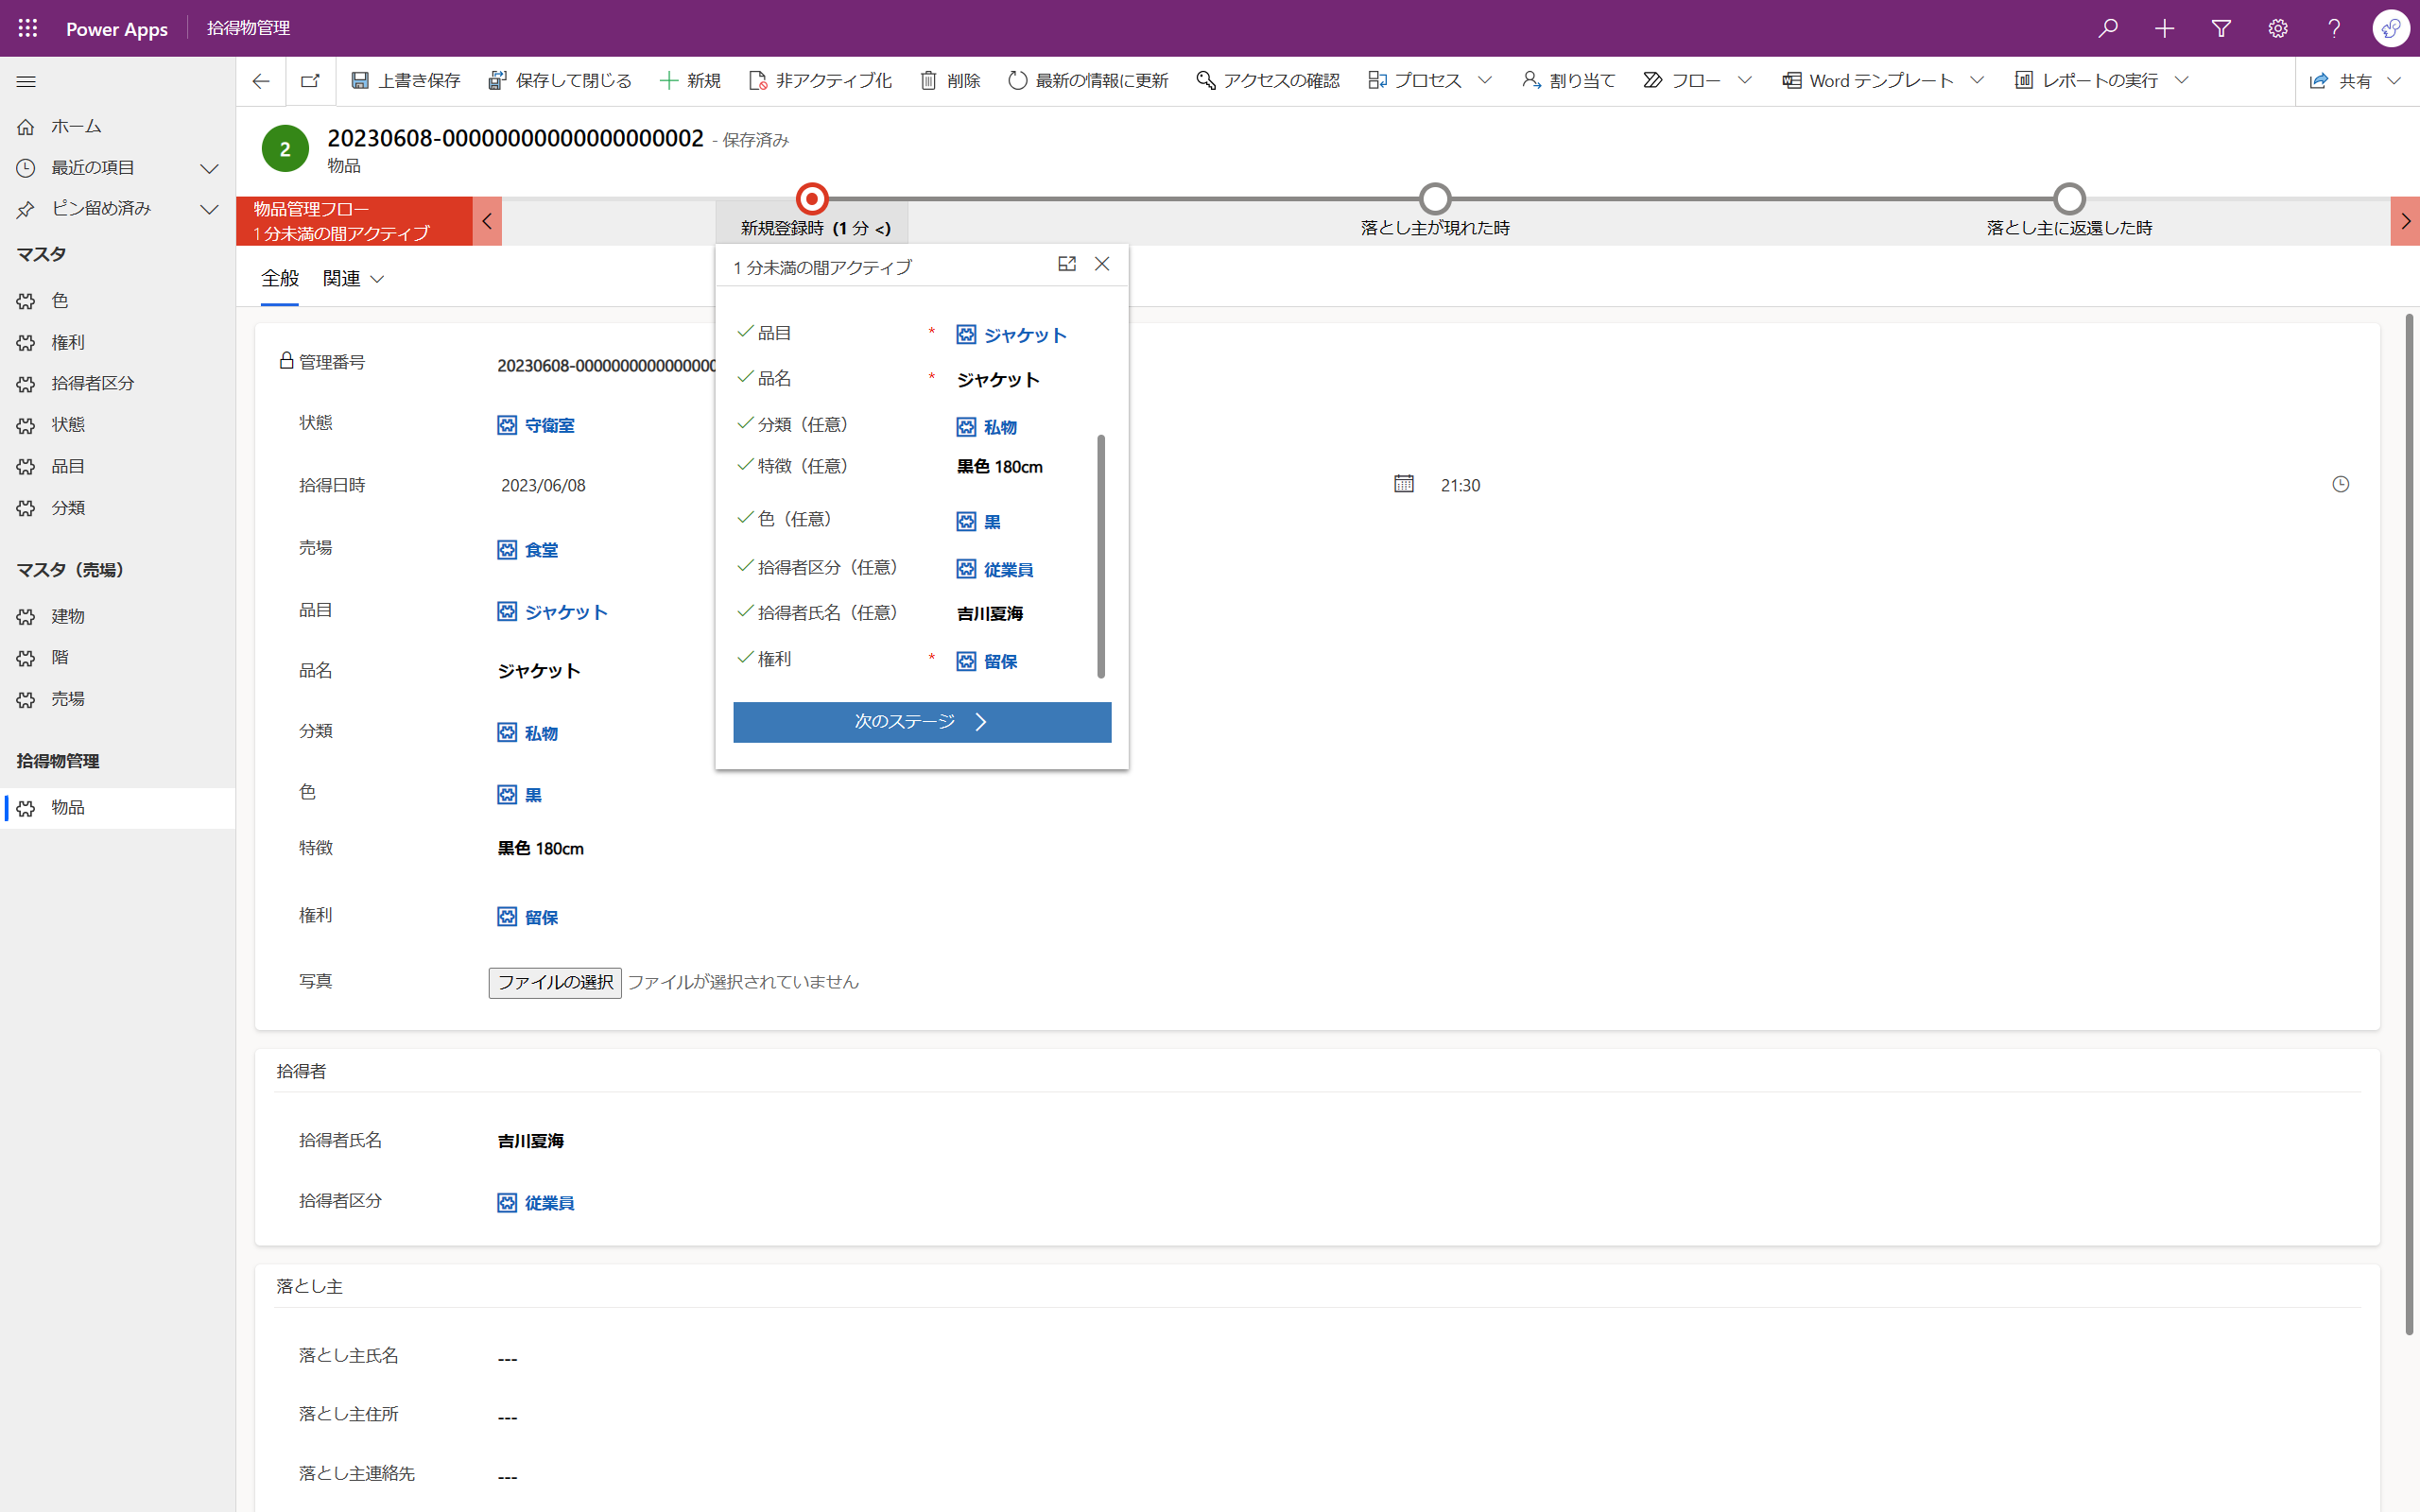 Power Apps
拾得物管理
上書き保存
保存して閉じる
新規
非アクティブ化
削除
最新の情報に更新
アクセスの確認
プロセス
割り当て
フロー
Word テンプレート
レポートの実行
共有
ホーム
最近の項目
ピン留め済み
マスタ
色
権利
拾得者区分
状態
品目
分類
マスタ（売場）
建物
階
売場
拾得物管理
物品
2
20230608-00000000000000000002 - 保存済み
物品
物品管理フロー
1 分未満の間アクティブ
新規登録時 (1 分 <)
落とし主が現れた時
落とし主に返還した時
全般
関連
1 分未満の間アクティブ
品目 * ジャケット
品名 * ジャケット
分類（任意） 私物
特徴（任意） 黒色 180cm
色（任意） 黒
拾得者区分（任意） 従業員
拾得者氏名（任意） 吉川夏海
権利 * 留保
次のステージ
管理番号 20230608-0000000000000000
状態 守衛室
拾得日時 2023/06/08 21:30
売場 食堂
品目 ジャケット
品名 ジャケット
分類 私物
色 黒
特徴 黒色 180cm
権利 留保
写真 ファイルの選択 ファイルが選択されていません
拾得者
拾得者氏名 吉川夏海
拾得者区分 従業員
落とし主
落とし主氏名 ---
落とし主住所 ---
落とし主連絡先 ---